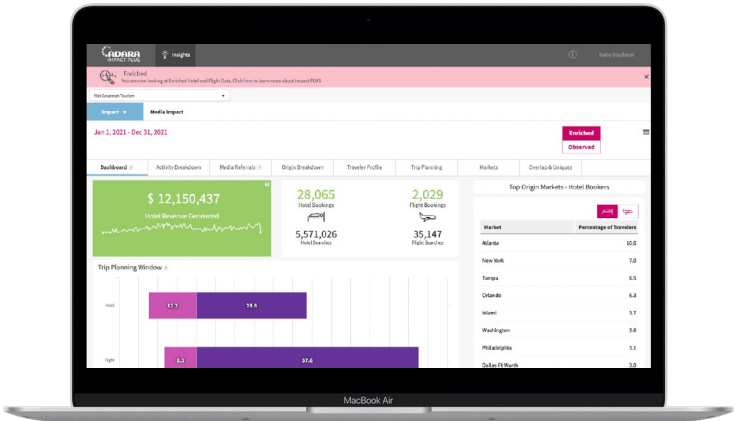 ADARA
IMPACT PLUS
Insights
Enriched
You are now looking at Enriched Hotel and Flight Data. Click here to learn more about Impact PLUS
Visit Savannah Tourism
Impact
Media Impact
Jan 1, 2021 - Dec 31, 2021
Enriched
Observed
Dashboard
Activity Breakdown
Media Referrals
Origin Breakdown
Traveler Profile
Trip Planning
Markets
Overlap & Uniques
$ 12,150,437
Hotel Revenue Generated
28,065
Hotel Bookings
2,029
Flight Bookings
5,571,026
Hotel Searches
35,147
Flight Searches
Top Origin Markets - Hotel Bookers
Market Percentage of Travelers
Atlanta 10.6
New York 7.0
Tampa 6.5
Orlando
Miami 3.7
Washington 3.6
Philadelphia 3.1
Dallas Ft Worth 3.0
Trip Planning Window
Hotel
28.6
Flight
37.6
MacBook Air